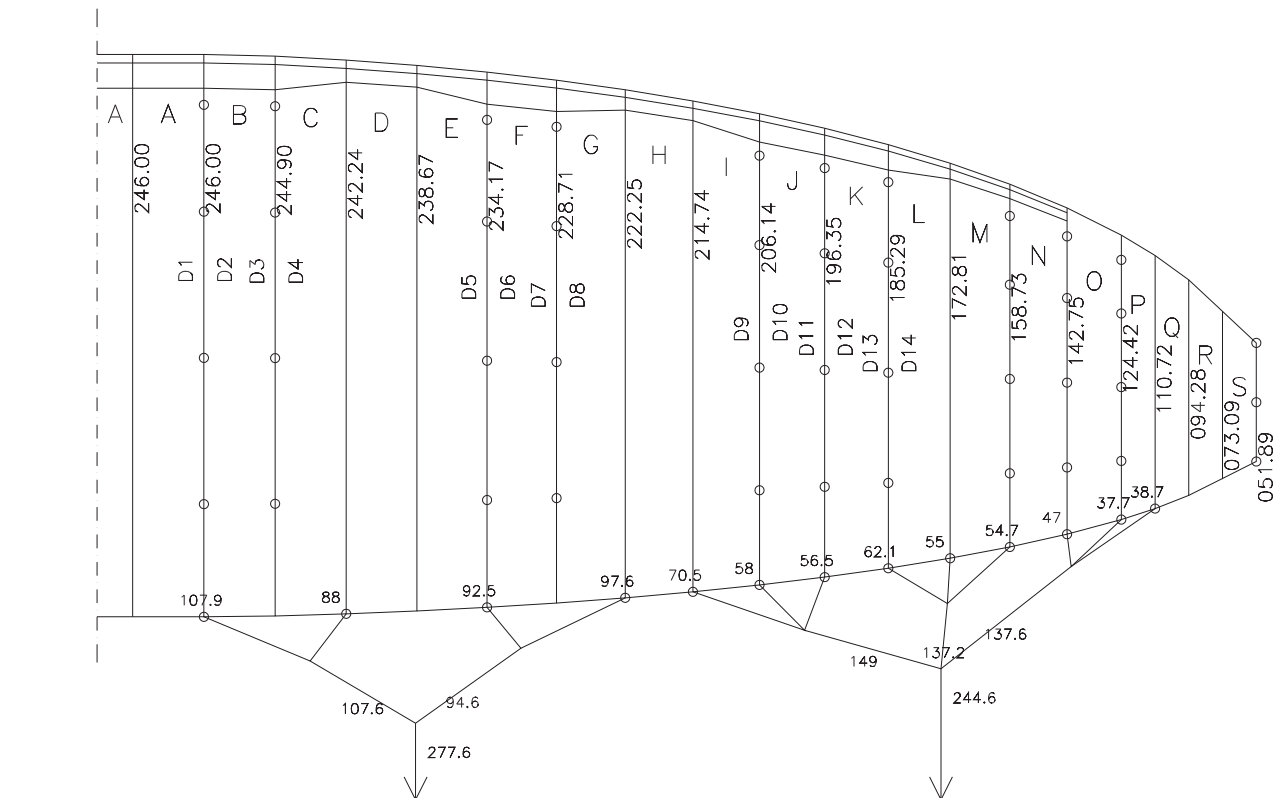 A A B C D E F G H I J K L M N O P Q R S
246.00 246.00 244.90 242.24 238.67 234.17 228.71 222.25 214.74 206.14 196.35 185.29 172.81 158.73 142.75 124.42 110.72 094.28 073.09 051.89
D1 D2 D3 D4 D5 D6 D7 D8 D9 D10 D11 D12 D13 D14
107.9 88 92.5 97.6 70.5 58 56.5 62.1 55 54.7 47 37.7 38.7
107.6 94.6 149 137.2 137.6
277.6 244.6